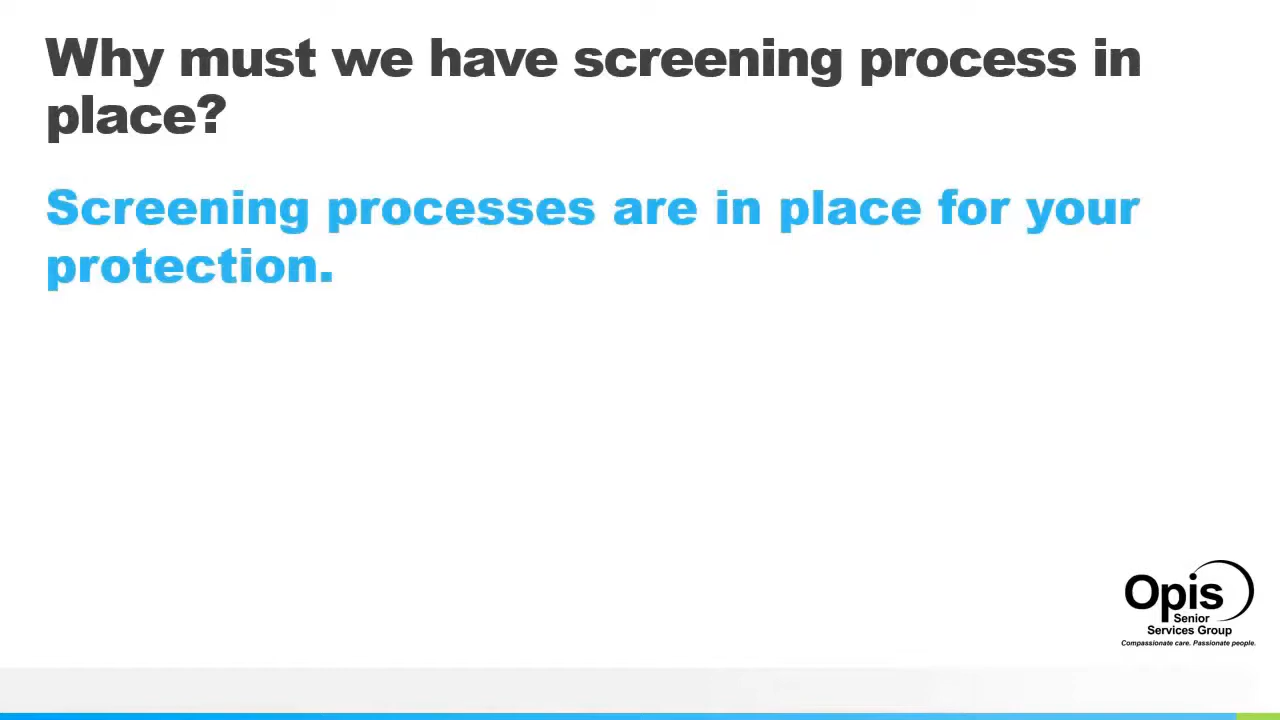 Why must we have screening process in
place?
Screening processes are in place for your
protection.
Opis
Senior
Services Group
Compassionate care. Passionate people.